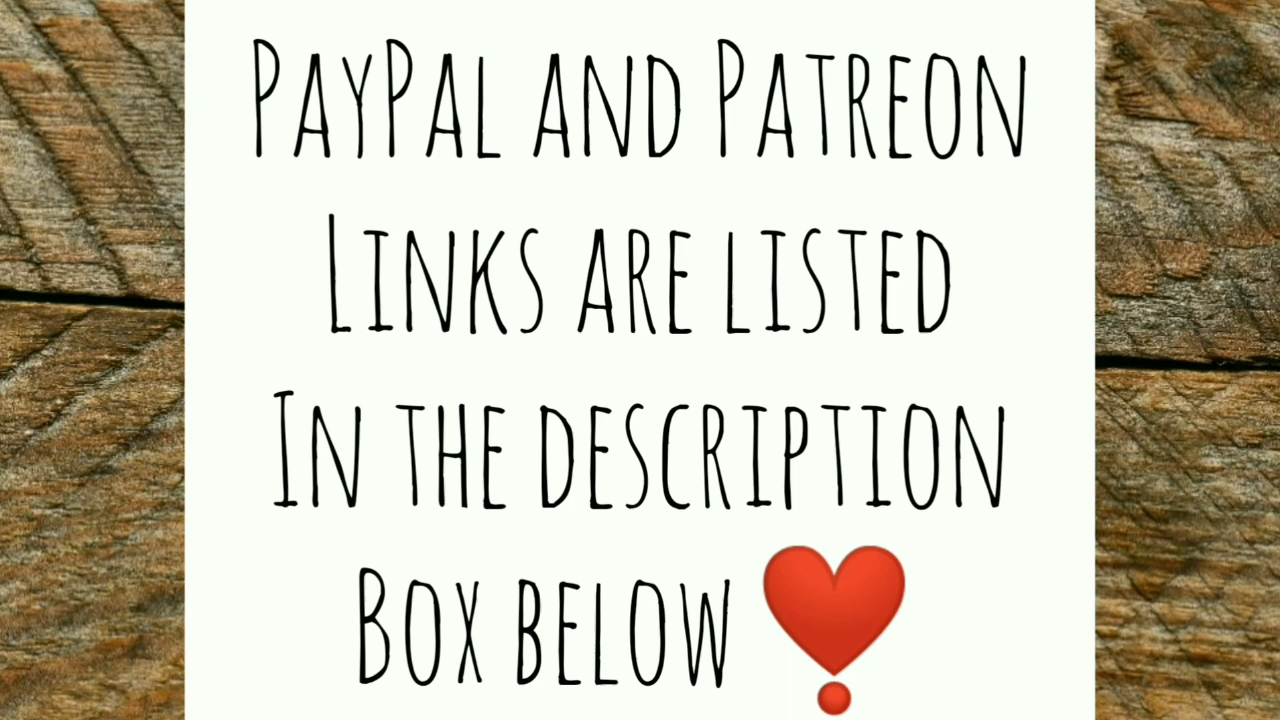 PayPal and Patreon
Links are listed
In the description
Box below ❣️